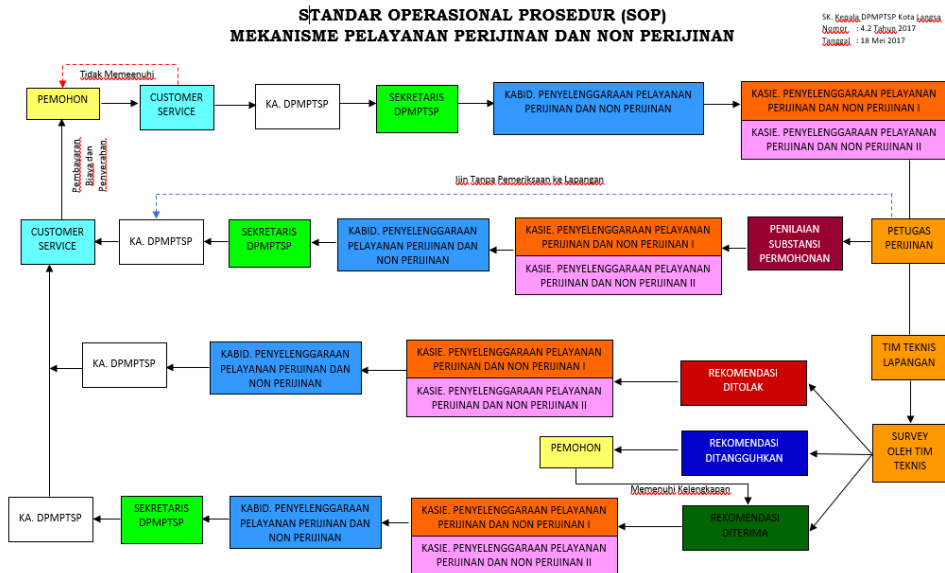 STANDAR OPERASIONAL PROSEDUR (SOP)
MEKANISME PELAYANAN PERIJINAN DAN NON PERIJINAN
SK. Kepala DPMPTSP Kota Langsa
Nomor : 4.2 Tahun 2017
Tanggal : 18 Mei 2017
Tidak Memeenuhi
PEMOHON
CUSTOMER
SERVICE
KA. DPMPTSP
SEKRETARIS
DPMPTSP
KABID. PENYELENGGARAAN PELAYANAN
PERIJINAN DAN NON PERIJINAN
KASIE. PENYELENGGARAAN PELAYANAN
PERIJINAN DAN NON PERIJINAN I
KASIE. PENYELENGGARAAN PELAYANAN
PERIJINAN DAN NON PERIJINAN II
Pembayaran
Biaya dan
Penyerahan
Ijin Tanpa Pemeriksaan ke Lapangan
CUSTOMER
SERVICE
KA. DPMPTSP
SEKRETARIS
DPMPTSP
KABID. PENYELENGGARAAN
PELAYANAN PERIJINAN DAN
NON PERIJINAN
KASIE. PENYELENGGARAAN PELAYANAN
PERIJINAN DAN NON PERIJINAN I
KASIE. PENYELENGGARAAN PELAYANAN
PERIJINAN DAN NON PERIJINAN II
PENILAIAN
SUBSTANSI
PERMOHONAN
PETUGAS
PERIJINAN
KA. DPMPTSP
KABID. PENYELENGGARAAN
PELAYANAN PERIJINAN DAN
NON PERIJINAN
KASIE. PENYELENGGARAAN PELAYANAN
PERIJINAN DAN NON PERIJINAN I
KASIE. PENYELENGGARAAN PELAYANAN
PERIJINAN DAN NON PERIJINAN II
REKOMENDASI
DITOLAK
TIM TEKNIS
LAPANGAN
PEMOHON
REKOMENDASI
DITANGGUHKAN
SURVEY
OLEH TIM
TEKNIS
Memenuhi Kelengkapan
KA. DPMPTSP
SEKRETARIS
DPMPTSP
KABID. PENYELENGGARAAN
PELAYANAN PERIJINAN DAN
NON PERIJINAN
KASIE. PENYELENGGARAAN PELAYANAN
PERIJINAN DAN NON PERIJINAN I
KASIE. PENYELENGGARAAN PELAYANAN
PERIJINAN DAN NON PERIJINAN II
REKOMENDASI
DITERIMA